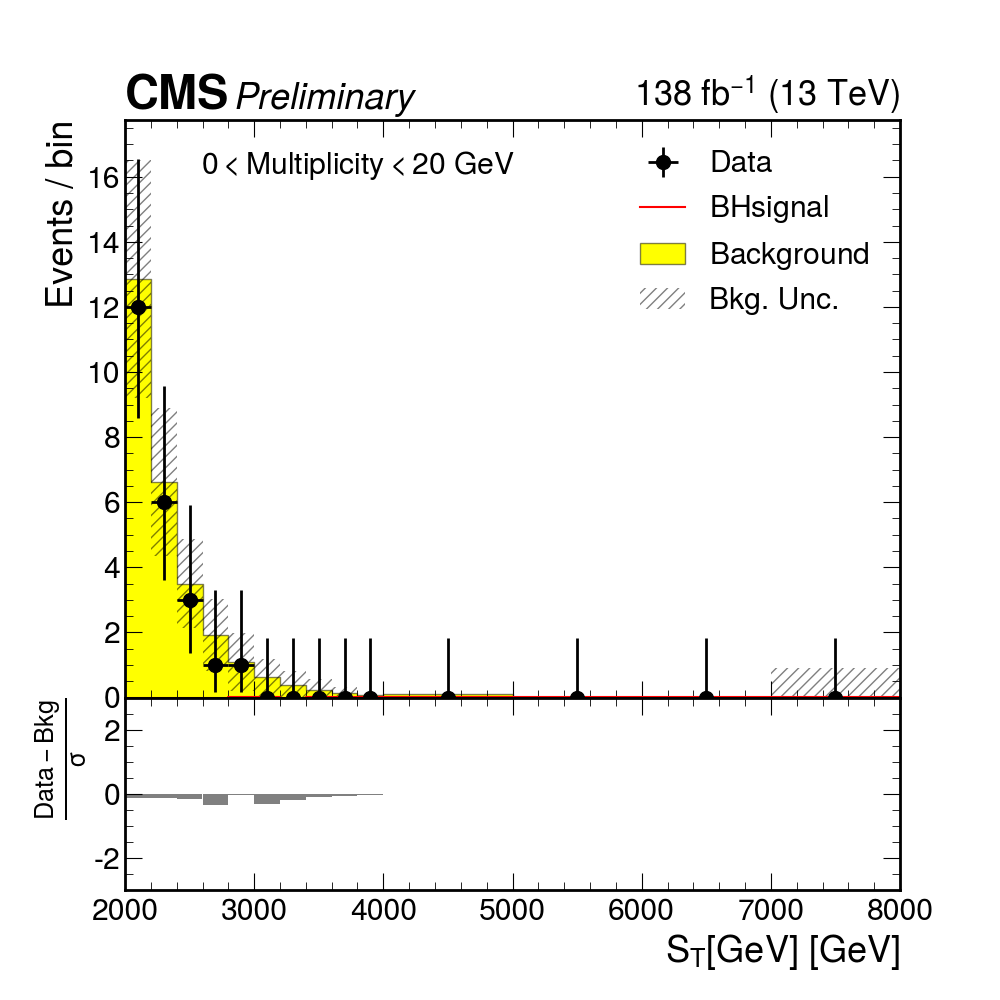 CMS Preliminary 138 fb⁻¹ (13 TeV)
Events / bin
0 < Multiplicity < 20 GeV
Data
BHsignal
Background
Bkg. Unc.
16
14
12
10
8
6
4
2
0
Data − Bkg
σ
2
0
-2
2000 3000 4000 5000 6000 7000 8000
S_T[GeV] [GeV]